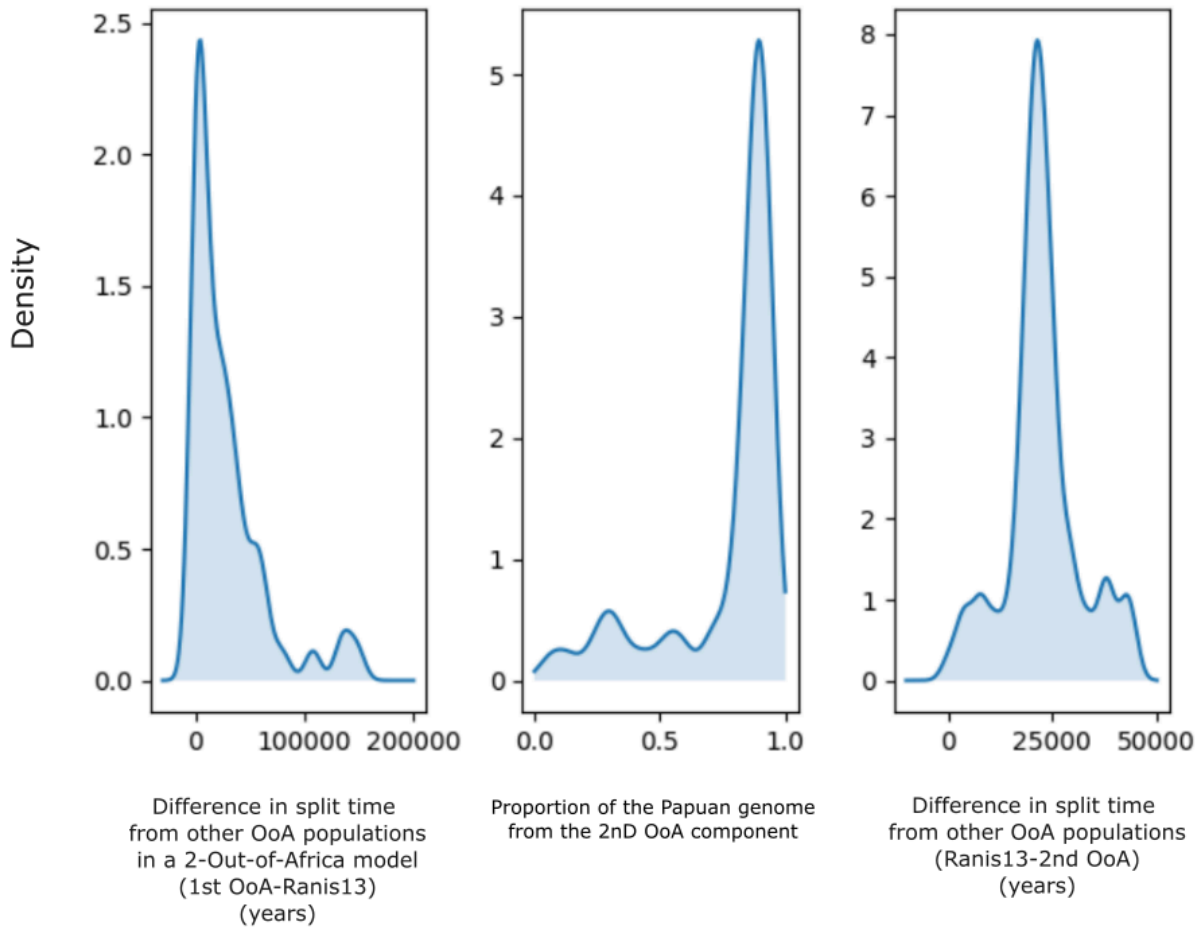 Density
2.5
2.0
1.5
1.0
0.5
0.0
0 100000 200000
Difference in split time
from other OoA populations
in a 2-Out-of-Africa model
(1st OoA-Ranis13)
(years)
5
4
3
2
1
0
0.0 0.5 1.0
Proportion of the Papuan genome
from the 2nD OoA component
8
7
6
5
4
3
2
1
0
0 25000 50000
Difference in split time
from other OoA populations
(Ranis13-2nd OoA)
(years)